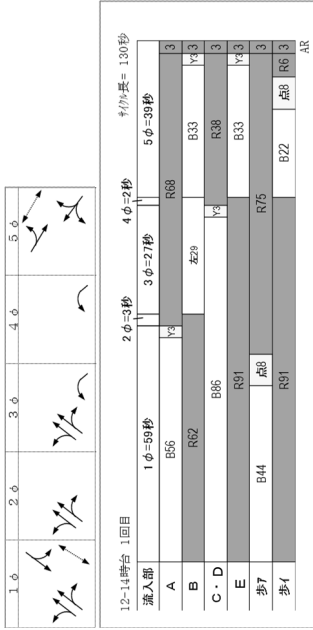 1φ 2φ 3φ 4φ 5φ
12-14時台 1回目 サイクル長= 130秒
流入部 1φ=59秒 2φ=3秒 3φ=27秒 4φ=2秒 5φ=39秒
A B56 Y3 R68 3
B R62 左29 B33 Y3 3
C・D B86 Y3 R38 3
E R91 B33 Y3 3
歩ア B44 点8 R75 3
歩イ R91 B22 点8 R6 3
AR